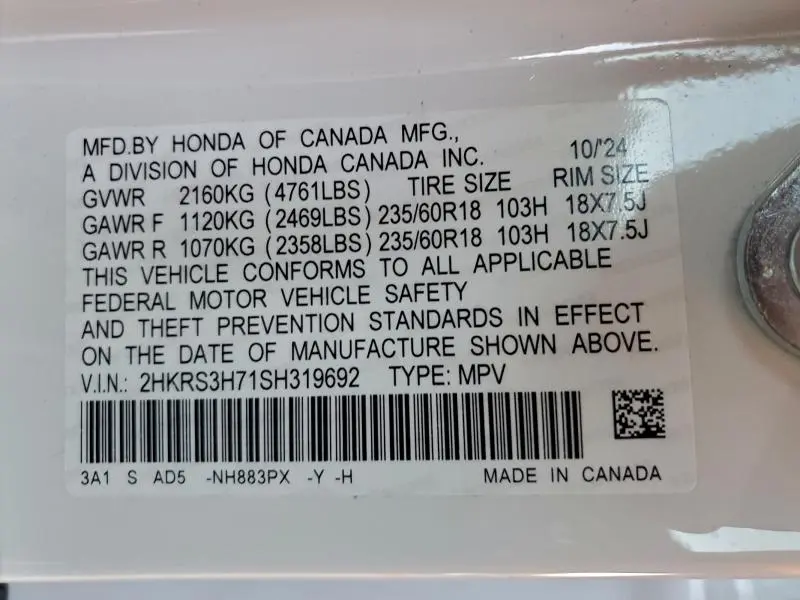 MFD.BY HONDA OF CANADA MFG.,
A DIVISION OF HONDA CANADA INC. 10/'24
GVWR 2160KG (4761LBS) TIRE SIZE RIM SIZE
GAWR F 1120KG (2469LBS) 235/60R18 103H 18X7.5J
GAWR R 1070KG (2358LBS) 235/60R18 103H 18X7.5J
THIS VEHICLE CONFORMS TO ALL APPLICABLE
FEDERAL MOTOR VEHICLE SAFETY
AND THEFT PREVENTION STANDARDS IN EFFECT
ON THE DATE OF MANUFACTURE SHOWN ABOVE.
V.I.N.: 2HKRS3H71SH319692 TYPE: MPV
3A1 S AD5 -NH883PX -Y -H MADE IN CANADA